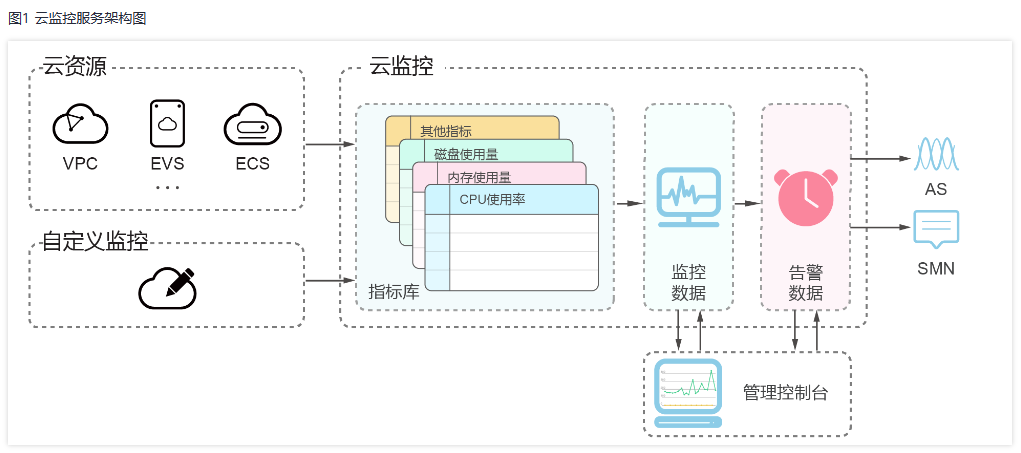 图1 云监控服务架构图
云资源
VPC
EVS
ECS
...
自定义监控
云监控
其他指标
磁盘使用量
内存使用量
CPU使用率
指标库
监控
数据
告警
数据
AS
SMN
管理控制台